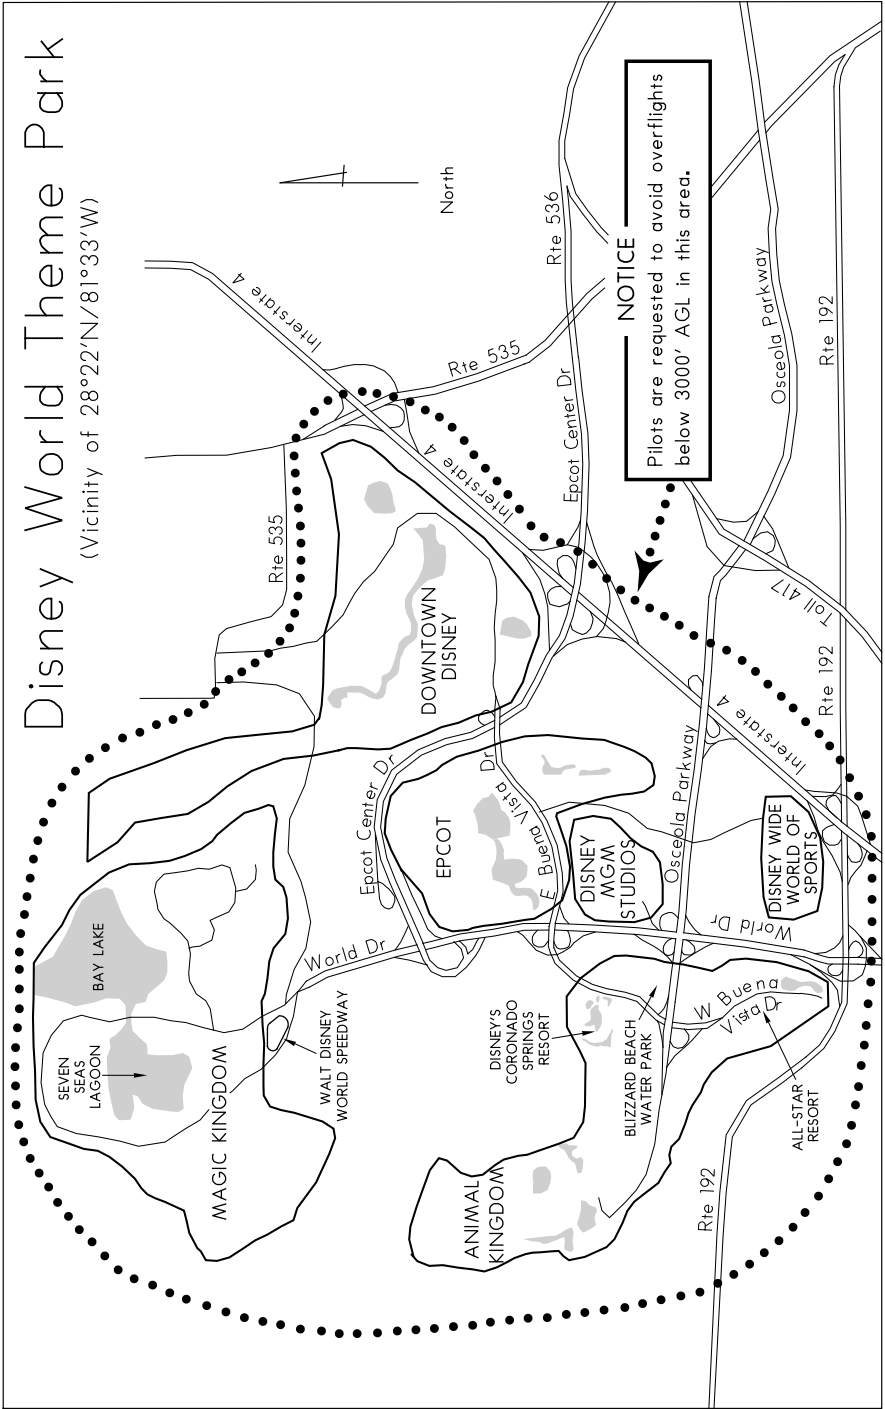 Disney World Theme Park
(Vicinity of 28°22'N/81°33'W)
North
NOTICE
Pilots are requested to avoid overflights
below 3000' AGL in this area.
BAY LAKE
SEVEN
SEAS
LAGOON
MAGIC KINGDOM
WALT DISNEY
WORLD SPEEDWAY
World Dr
Rte 535
Interstate 4
Rte 535
Interstate 4
Rte 536
Epcot Center Dr
DOWNTOWN
DISNEY
Epcot Center Dr
EPCOT
E Buena Vista Dr
DISNEY
MGM
STUDIOS
Osceola Parkway
Osceola Parkway
Interstate 4
Toll 417
Rte 192
Rte 192
DISNEY WIDE
WORLD OF
SPORTS
World Dr
W Buena
Vista Dr
DISNEY'S
CORONADO
SPRINGS
RESORT
BLIZZARD BEACH
WATER PARK
ALL-STAR
RESORT
ANIMAL
KINGDOM
Rte 192